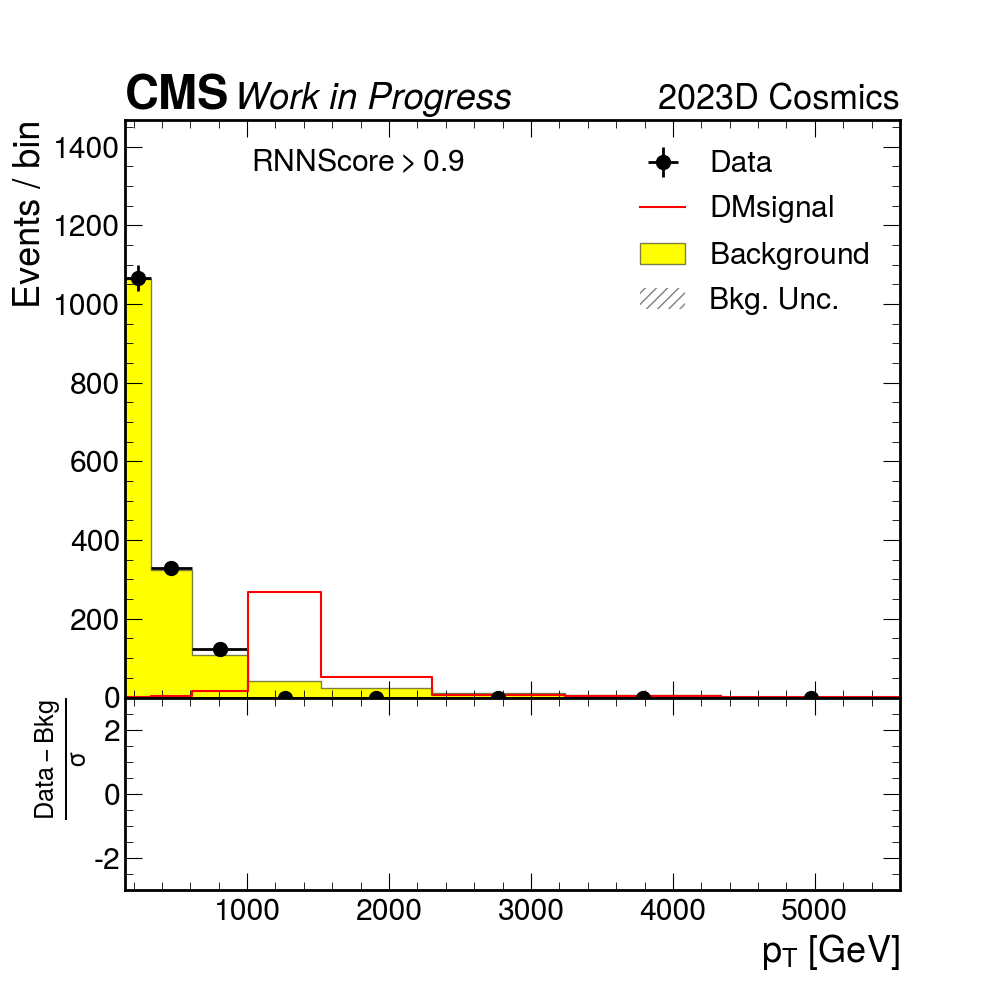 CMS Work in Progress 2023D Cosmics
Events / bin
1400
1200
1000
800
600
400
200
0
RNNScore > 0.9
Data
DMsignal
Background
Bkg. Unc.
Data – Bkg
σ
2
0
-2
1000 2000 3000 4000 5000
pT [GeV]